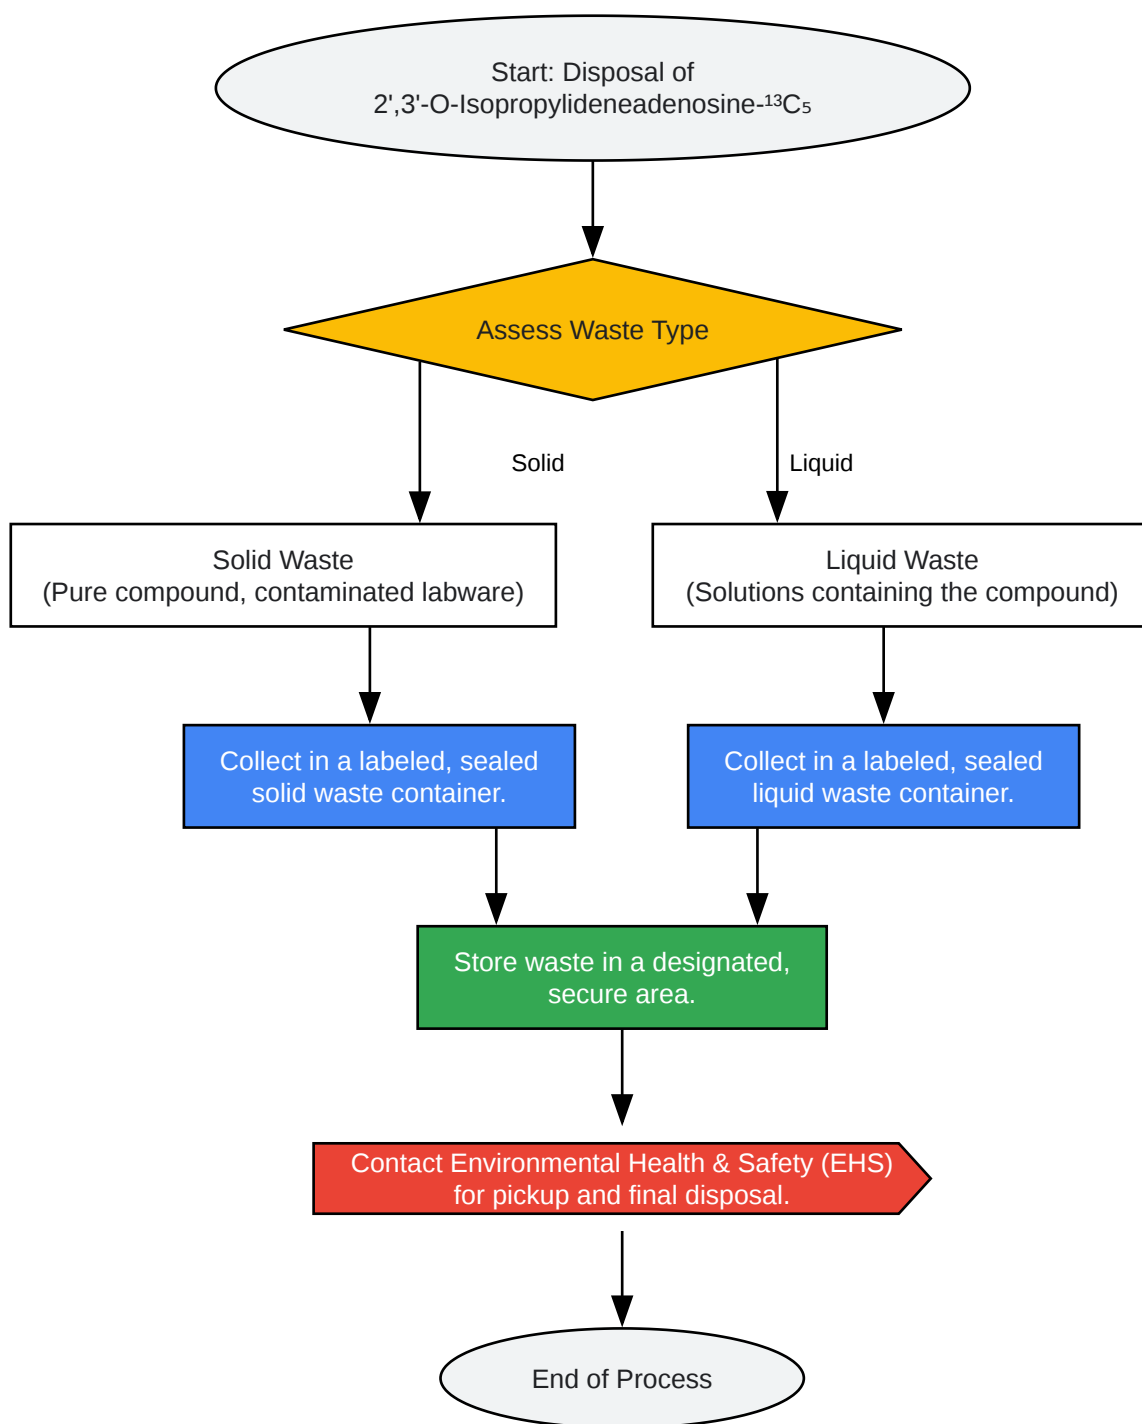 Start: Disposal of
2',3'-O-Isopropylideneadenosine-¹³C₅
Assess Waste Type
Solid
Liquid
Solid Waste
(Pure compound, contaminated labware)
Liquid Waste
(Solutions containing the compound)
Collect in a labeled, sealed
solid waste container.
Collect in a labeled, sealed
liquid waste container.
Store waste in a designated,
secure area.
Contact Environmental Health & Safety (EHS)
for pickup and final disposal.
End of Process